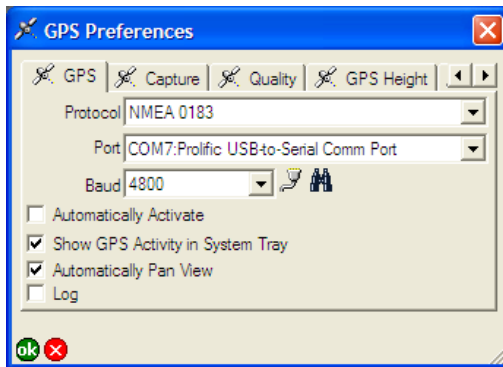 GPS Preferences
GPS Capture Quality GPS Height
Protocol NMEA 0183
Port COM7:Prolific USB-to-Serial Comm Port
Baud 4800
Automatically Activate
Show GPS Activity in System Tray
Automatically Pan View
Log
ok